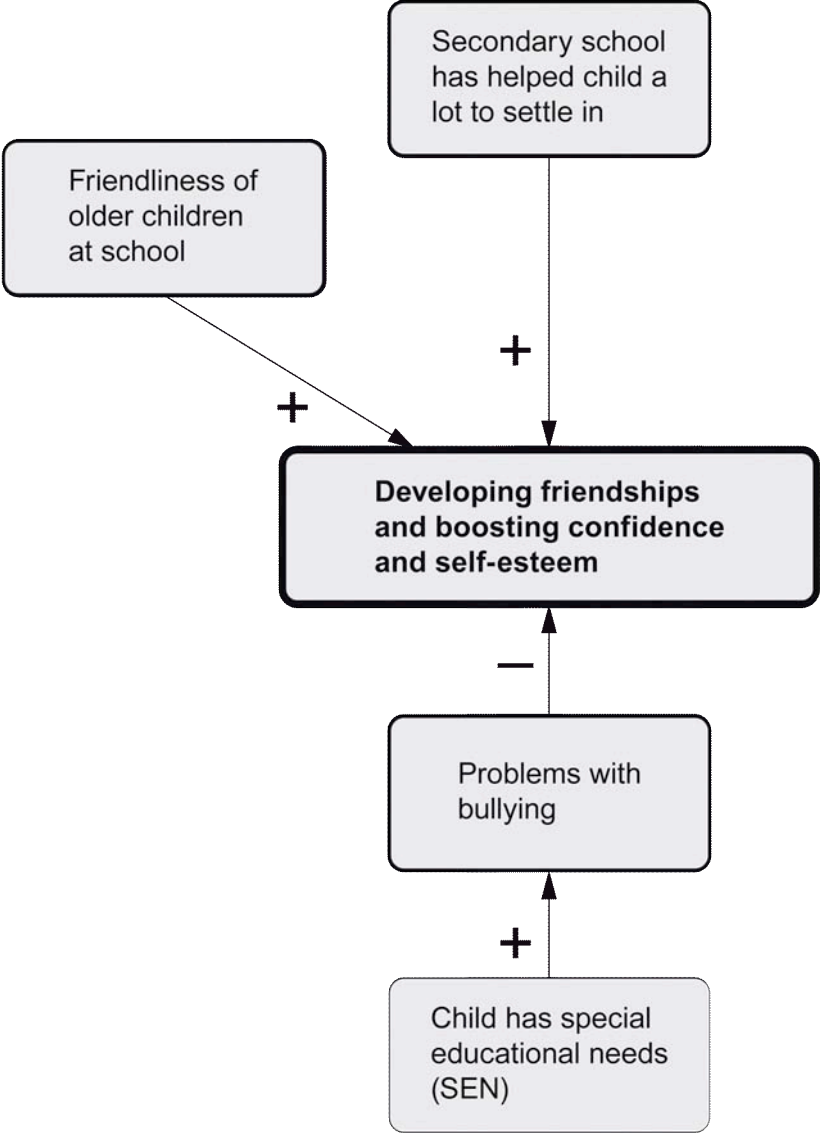 Secondary school
has helped child a
lot to settle in
Friendliness of
older children
at school
+
+
Developing friendships
and boosting confidence
and self-esteem
–
Problems with
bullying
+
Child has special
educational needs
(SEN)